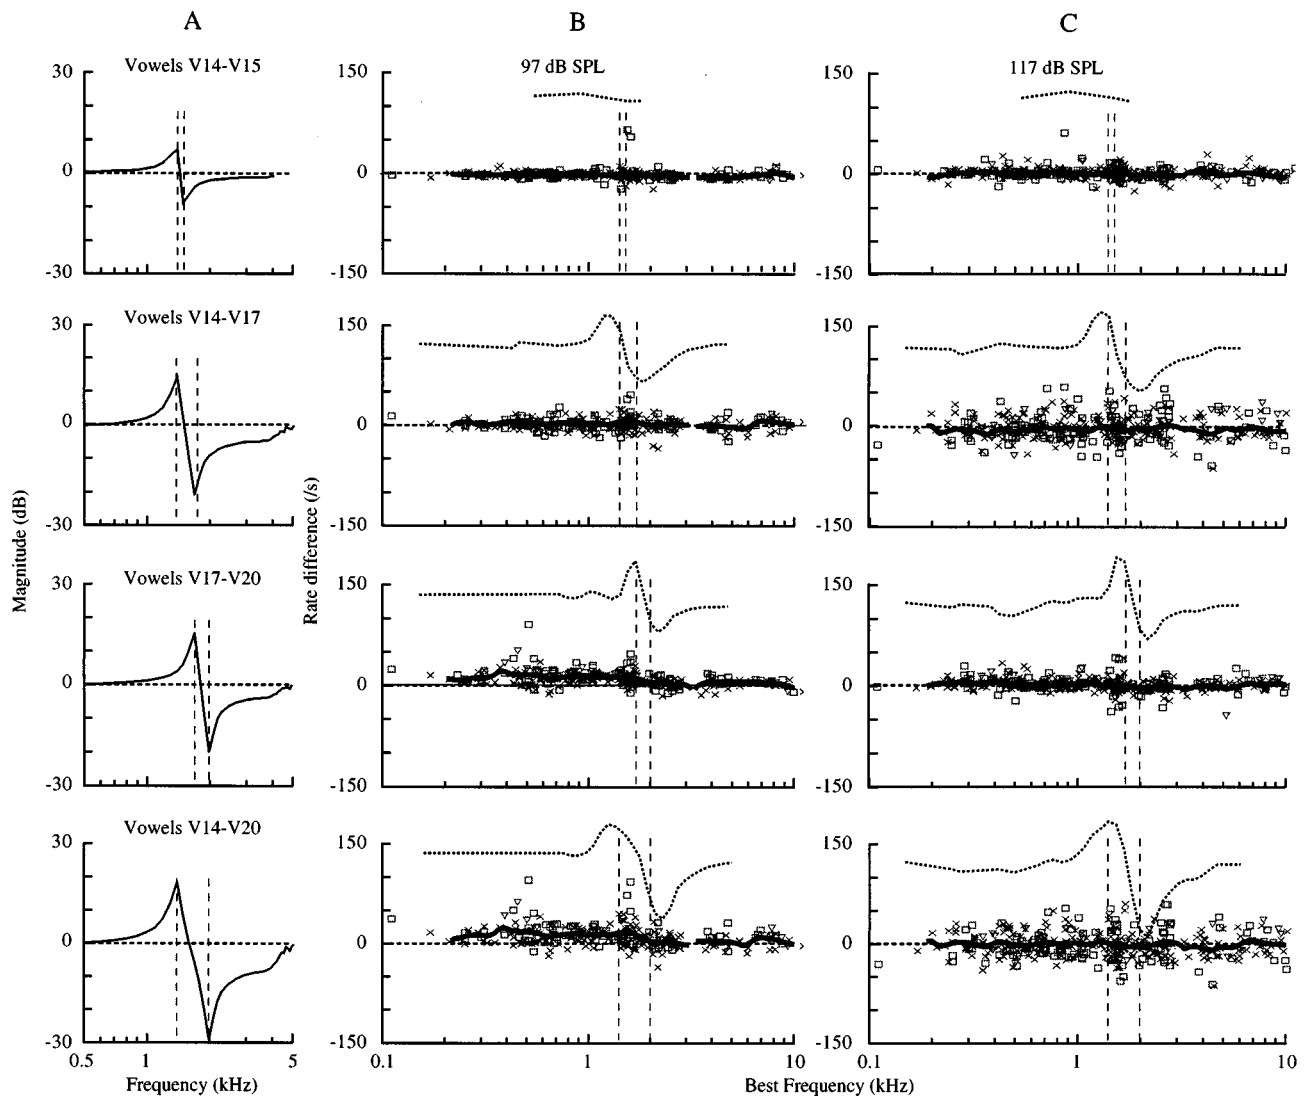 A B C
Vowels V14-V15
97 dB SPL
117 dB SPL
30
0
-30
150
0
-150
150
0
-150
Vowels V14-V17
30
0
-30
150
0
-150
150
0
-150
Magnitude (dB)
Rate difference (/s)
Vowels V17-V20
30
0
-30
150
0
-150
150
0
-150
Vowels V14-V20
30
0
-30
150
0
-150
150
0
-150
0.5 1 5
0.1 1 10
0.1 1 10
Frequency (kHz)
Best Frequency (kHz)